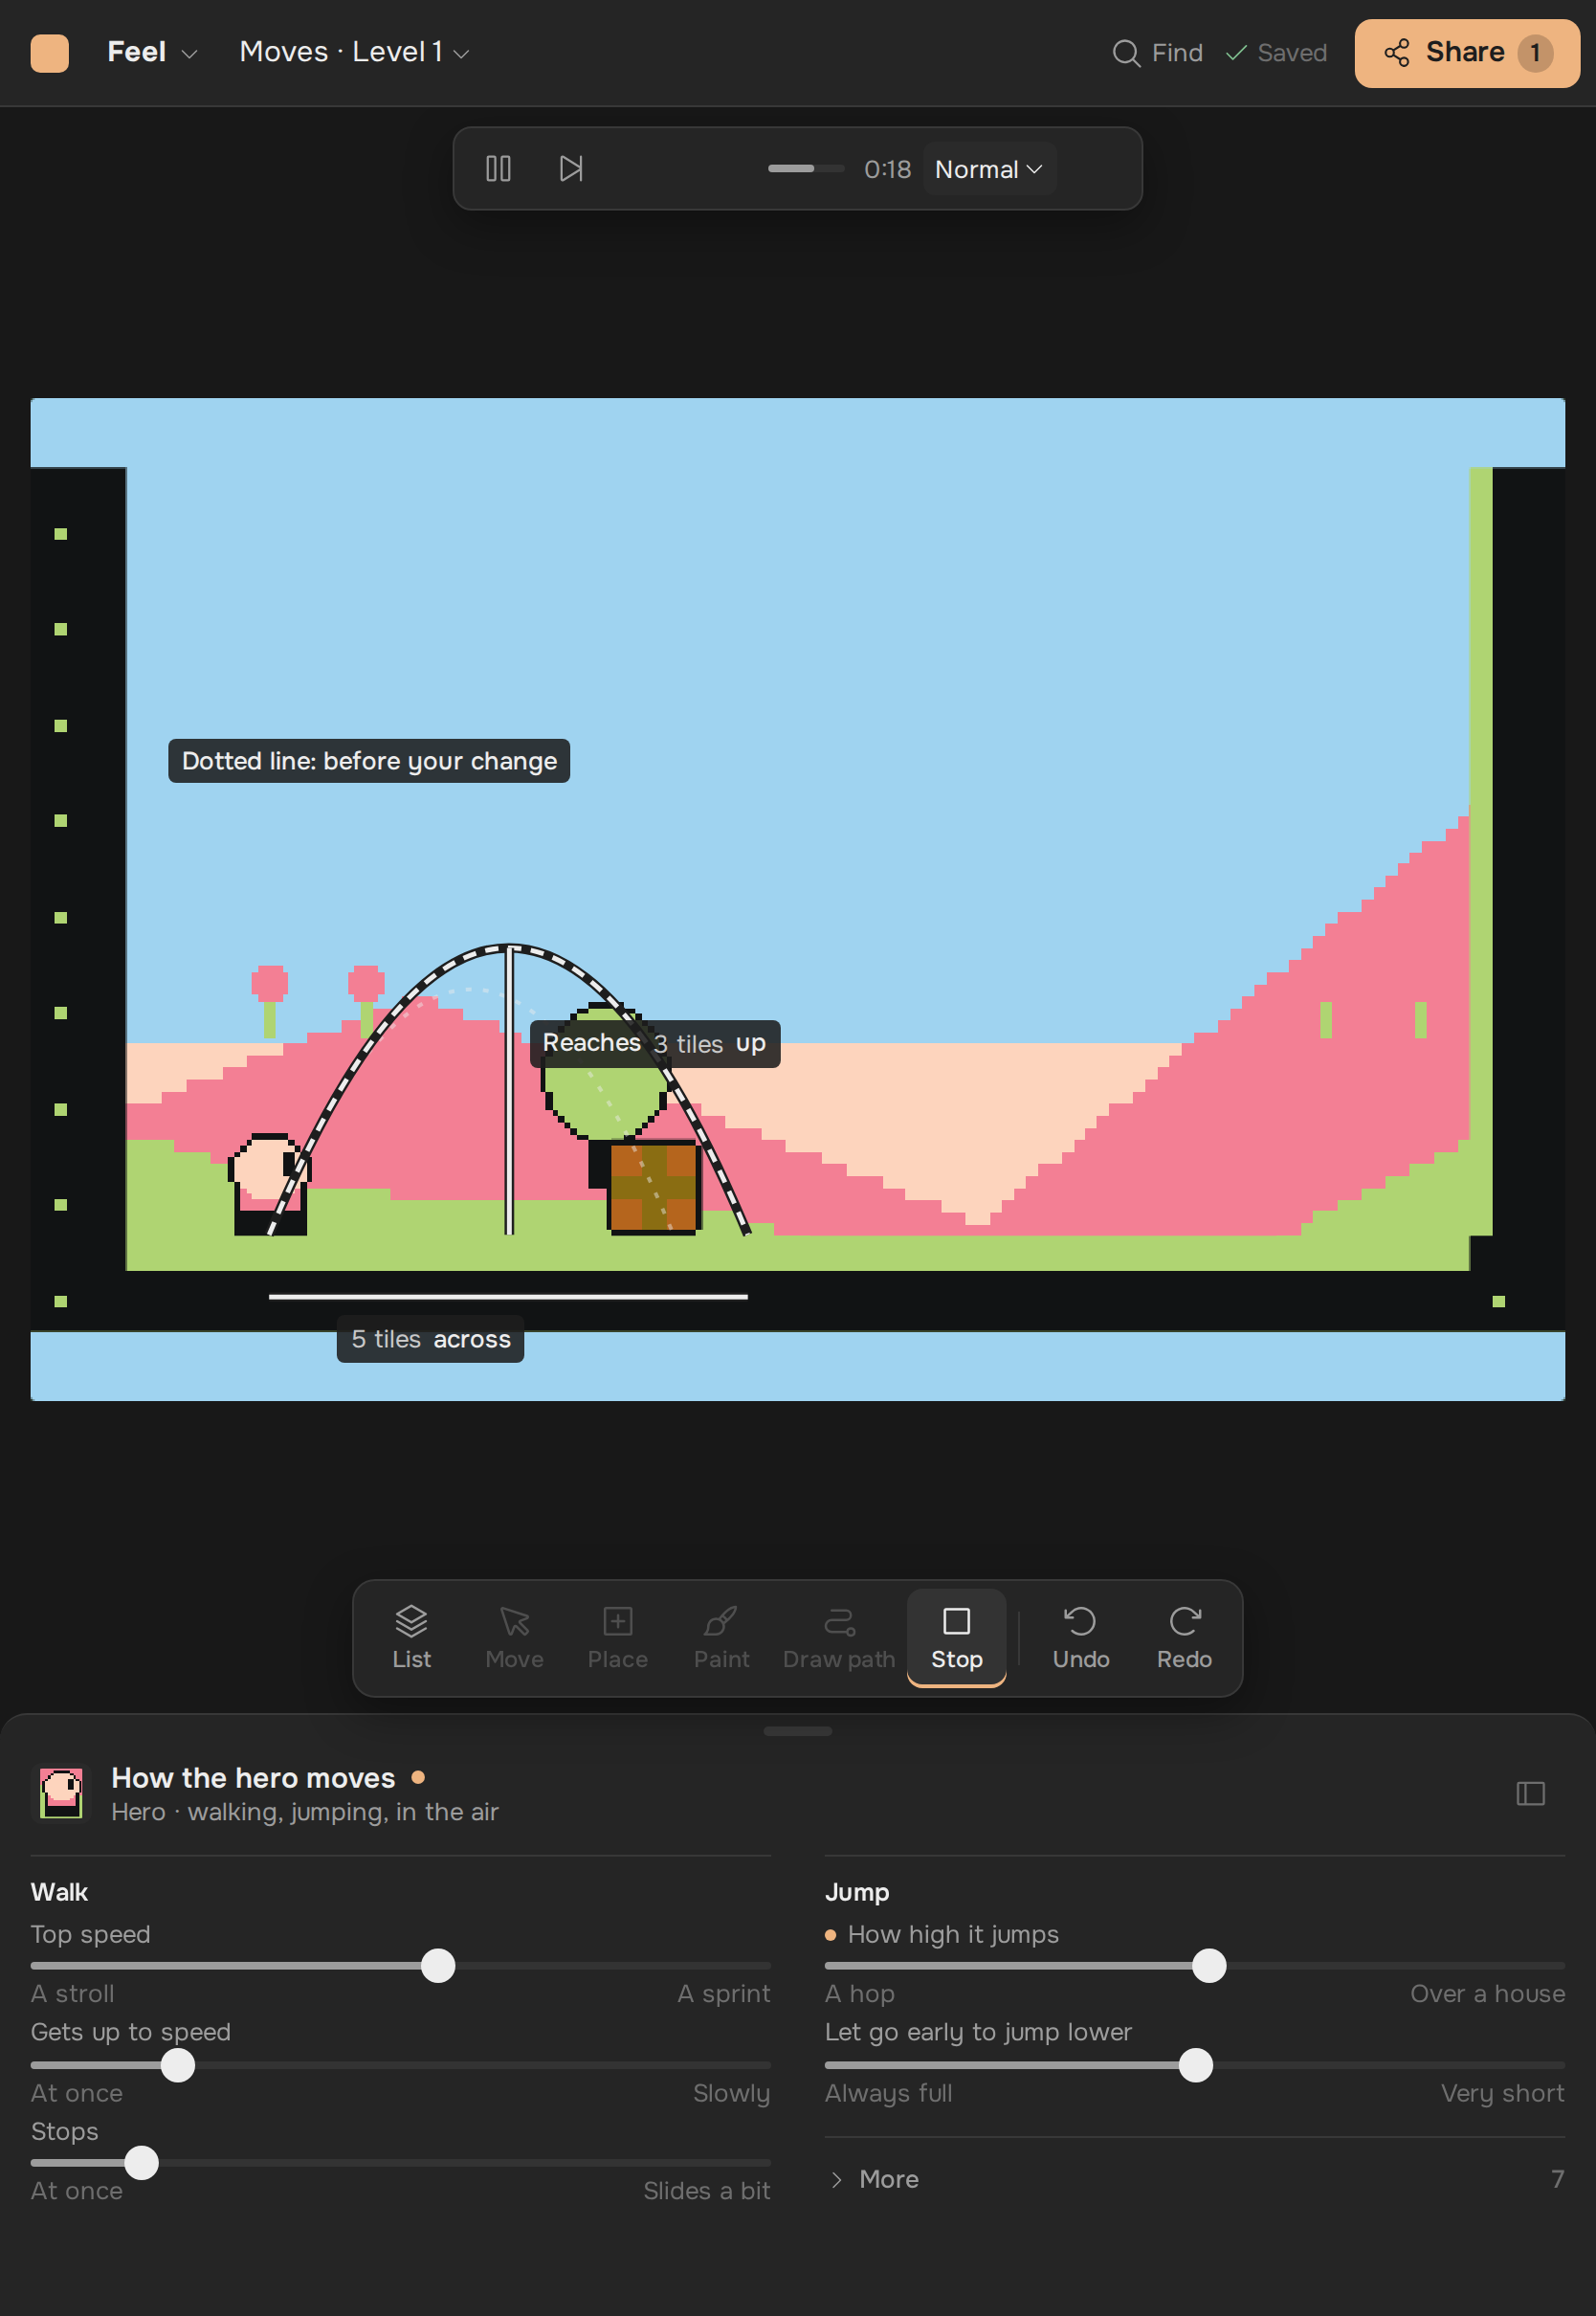 Feel
Moves · Level 1
Find
Saved
Share 1
0:18
Normal
Dotted line: before your change
Reaches 3 tiles up
5 tiles across
List
Move
Place
Paint
Draw path
Stop
Undo
Redo
How the hero moves
Hero · walking, jumping, in the air
Walk
Top speed
A stroll
A sprint
Gets up to speed
At once
Slowly
Stops
At once
Slides a bit
Jump
How high it jumps
A hop
Over a house
Let go early to jump lower
Always full
Very short
More
7